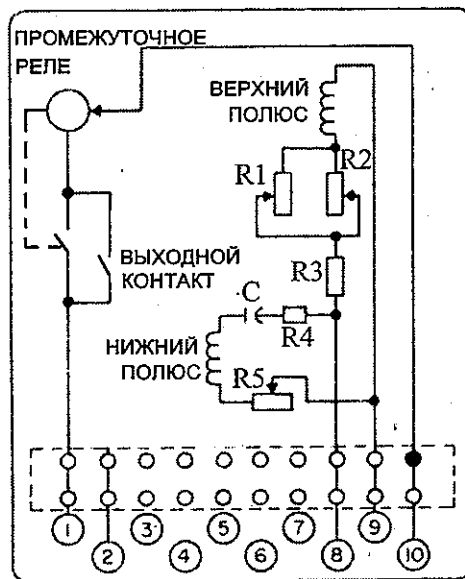 ПРОМЕЖУТОЧНОЕ
РЕЛЕ
ВЕРХНИЙ
ПОЛЮС
R1
R2
R3
ВЫХОДНОЙ
КОНТАКТ
C
R4
НИЖНИЙ
ПОЛЮС
R5
1
2
3
4
5
6
7
8
9
10